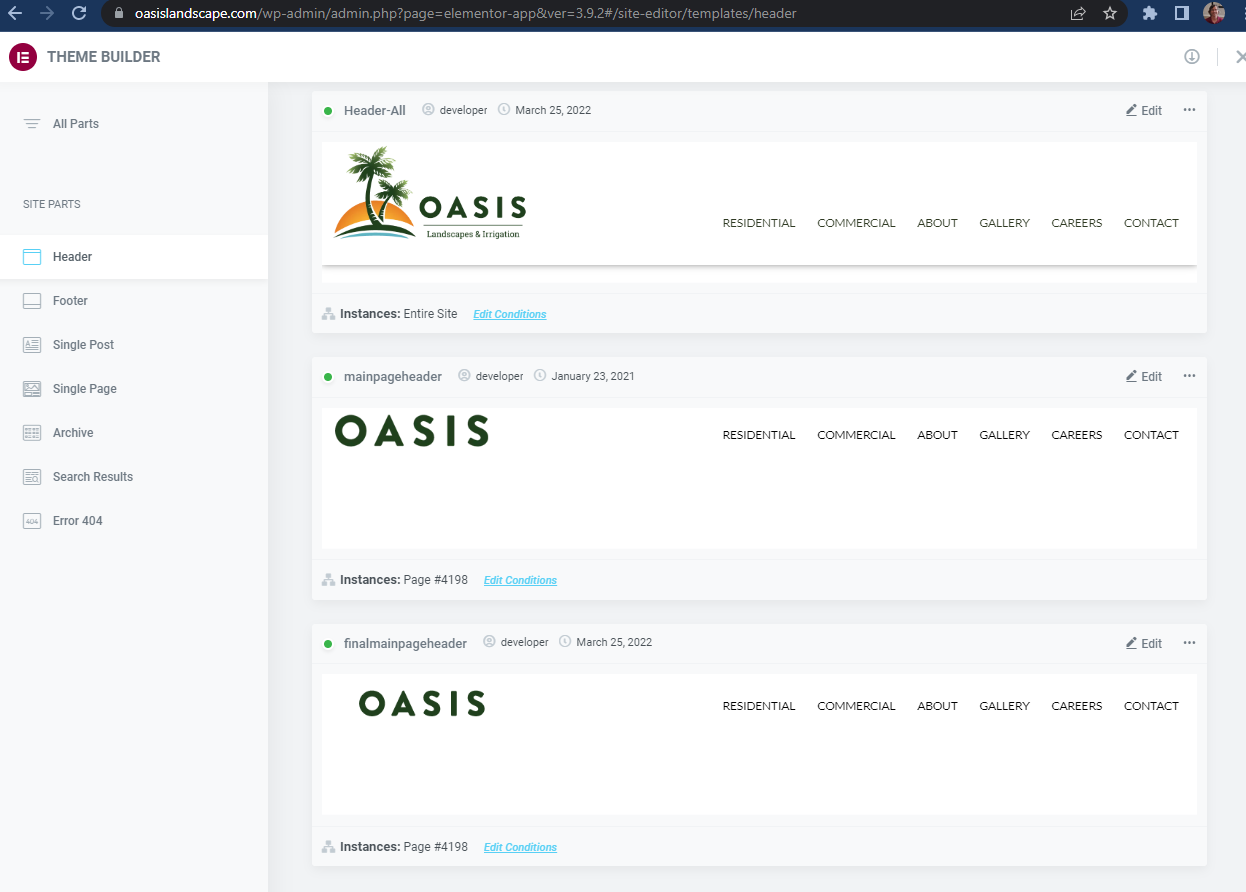 oasislandscape.com/wp-admin/admin.php?page=elementor-app&ver=3.9.2#/site-editor/templates/header
THEME BUILDER
All Parts
SITE PARTS
Header
Footer
Single Post
Single Page
Archive
Search Results
404 Error 404
Header-All developer March 25, 2022 Edit
OASIS
Landscapes & Irrigation
RESIDENTIAL COMMERCIAL ABOUT GALLERY CAREERS CONTACT
Instances: Entire Site Edit Conditions
mainpageheader developer January 23, 2021 Edit
OASIS RESIDENTIAL COMMERCIAL ABOUT GALLERY CAREERS CONTACT
Instances: Page #4198 Edit Conditions
finalmainpageheader developer March 25, 2022 Edit
OASIS RESIDENTIAL COMMERCIAL ABOUT GALLERY CAREERS CONTACT
Instances: Page #4198 Edit Conditions